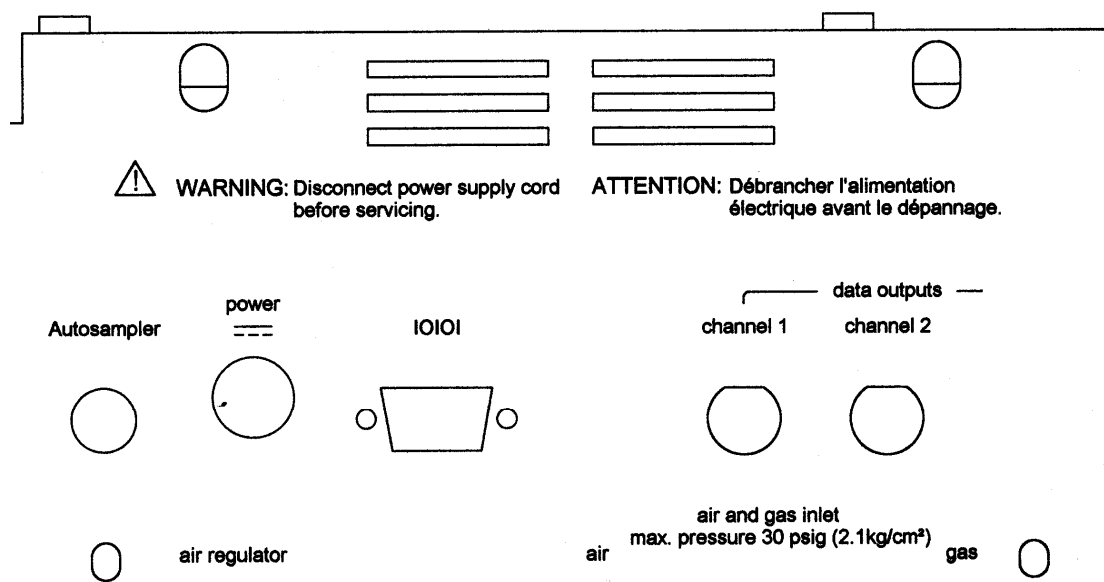 WARNING: Disconnect power supply cord
before servicing.
ATTENTION: Débrancher l'alimentation
électrique avant le dépannage.
data outputs
power
Autosampler
IOIOI
channel 1
channel 2
air and gas inlet
max. pressure 30 psig (2.1kg/cm²)
air regulator
air
gas